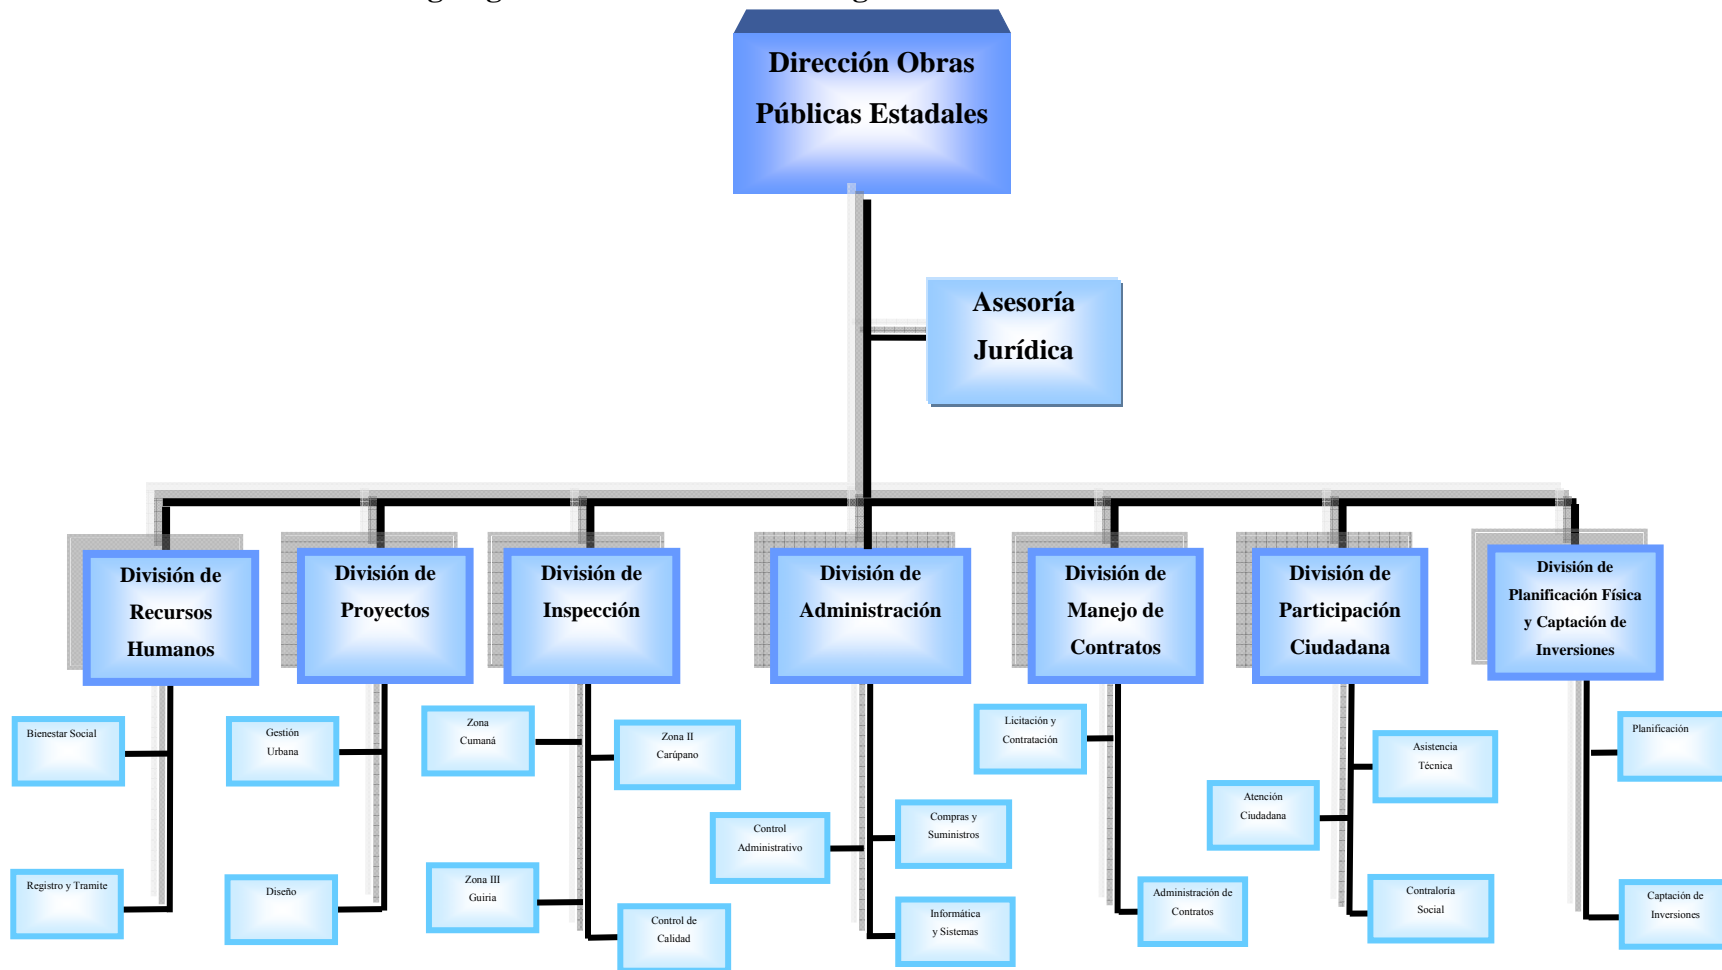 Dirección Obras
Públicas Estadales
Asesoría
Jurídica
División de
Recursos
Humanos
División de
Proyectos
División de
Inspección
División de
Administración
División de
Manejo de
Contratos
División de
Participación
Ciudadana
División de
Planificación Física
y Captación de
Inversiones
Bienestar Social
Registro y Tramite
Gestión
Urbana
Diseño
Zona
Cumaná
Zona II
Carúpano
Zona III
Guiria
Control de
Calidad
Control
Administrativo
Compras y
Suministros
Informática
y Sistemas
Licitación y
Contratación
Administración de
Contratos
Asistencia
Técnica
Atención
Ciudadana
Contraloría
Social
Planificación
Captación de
Inversiones